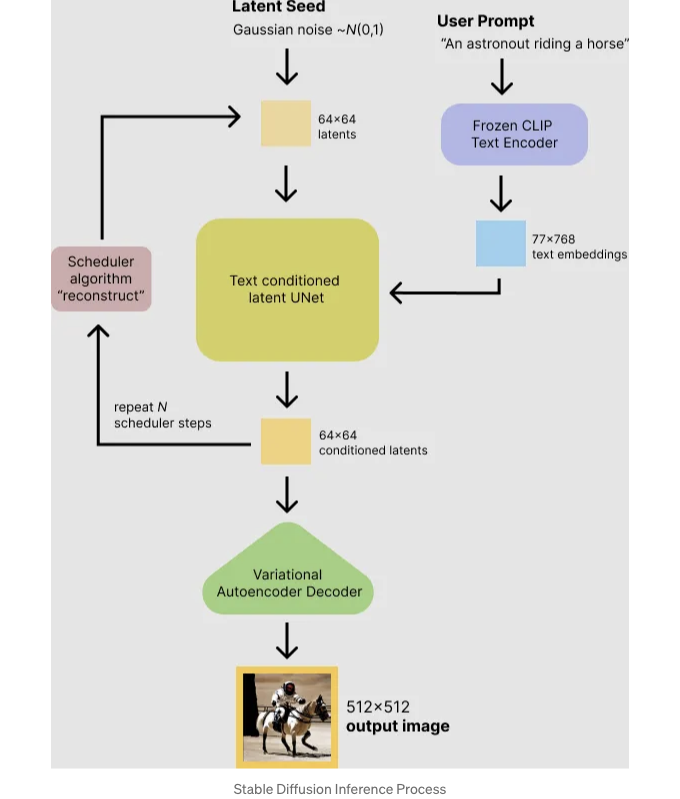 Latent Seed
Gaussian noise ~N(0,1)
User Prompt
“An astronout riding a horse”
64×64
latents
Frozen CLIP
Text Encoder
77×768
text embeddings
Scheduler
algorithm
“reconstruct”
Text conditioned
latent UNet
repeat N
scheduler steps
64×64
conditioned latents
Variational
Autoencoder Decoder
512×512
output image
Stable Diffusion Inference Process